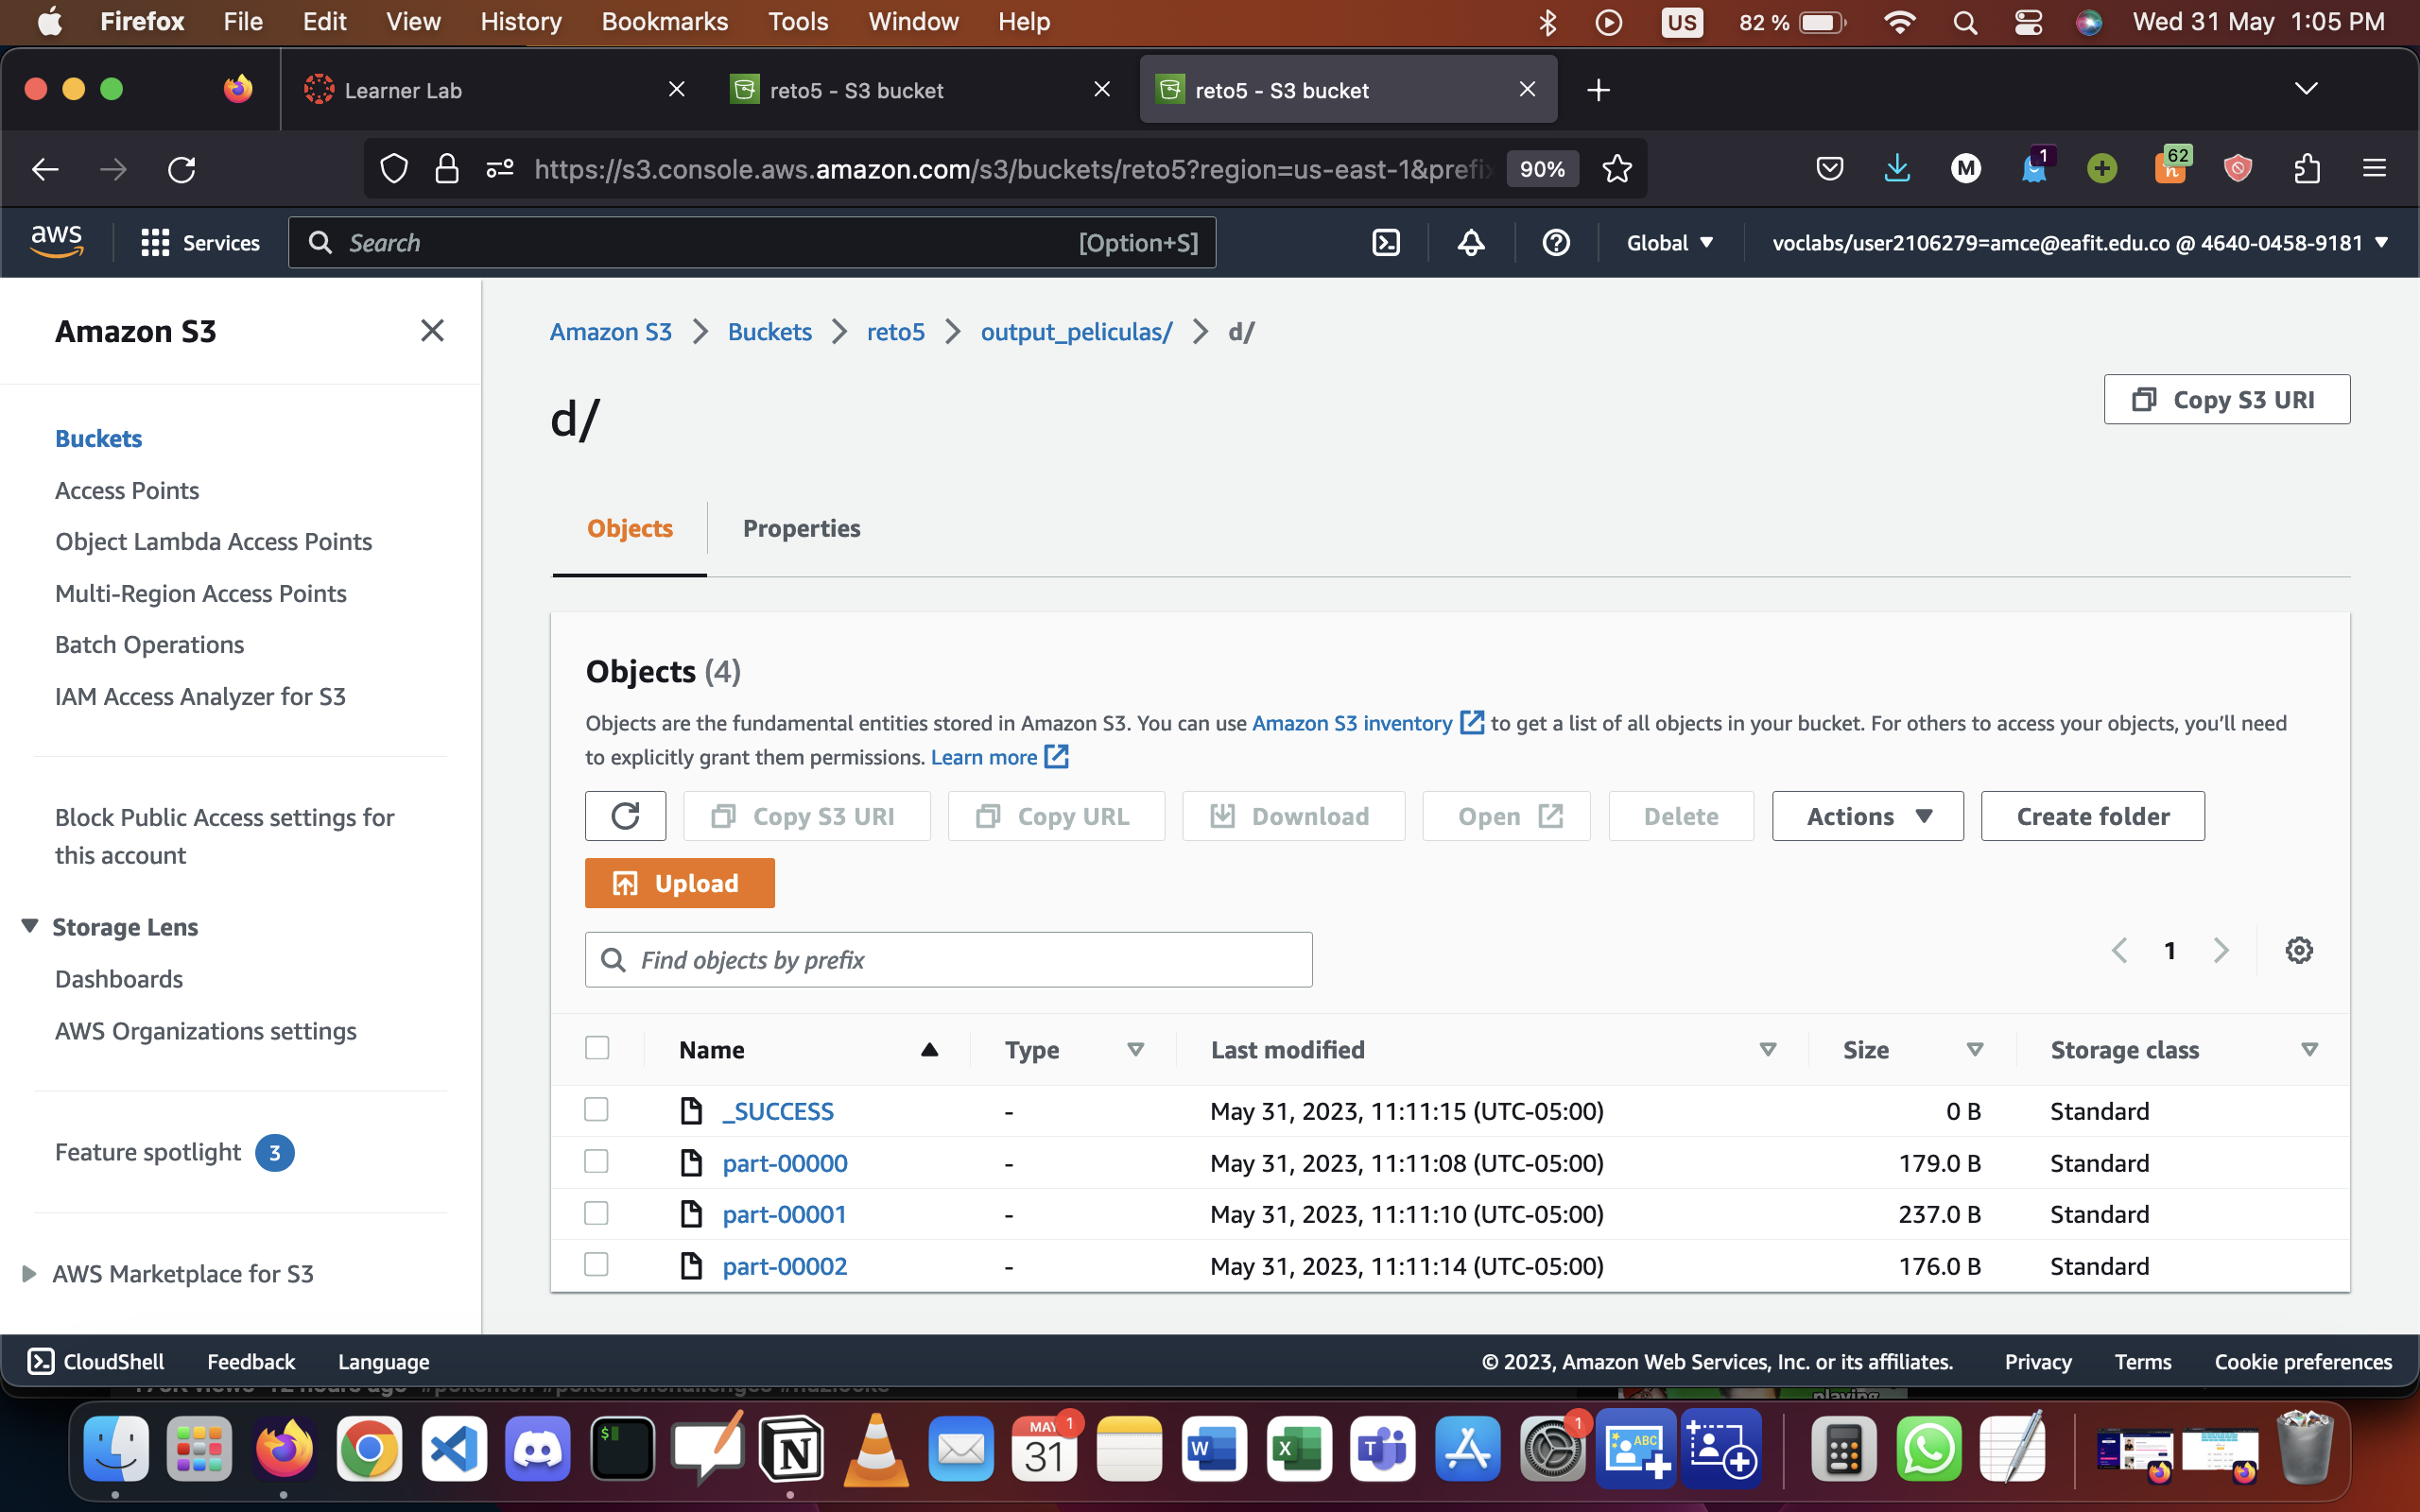 Firefox File Edit View History Bookmarks Tools Window Help US 82 % Wed 31 May 1:05 PM
Learner Lab reto5 - S3 bucket reto5 - S3 bucket
https://s3.console.aws.amazon.com/s3/buckets/reto5?region=us-east-1&prefix 90% M 1 62 n
aws Services Search [Option+S] Global voclabs/user2106279=amce@eafit.edu.co @ 4640-0458-9181
Amazon S3
Buckets
Access Points
Object Lambda Access Points
Multi-Region Access Points
Batch Operations
IAM Access Analyzer for S3
Block Public Access settings for
this account
Storage Lens
Dashboards
AWS Organizations settings
Feature spotlight 3
AWS Marketplace for S3
Amazon S3 Buckets reto5 output_peliculas/ d/
Copy S3 URI
d/
Objects Properties
Objects (4)
Objects are the fundamental entities stored in Amazon S3. You can use Amazon S3 inventory to get a list of all objects in your bucket. For others to access your objects, you'll need
to explicitly grant them permissions. Learn more
Copy S3 URI Copy URL Download Open Delete Actions Create folder
Upload
Find objects by prefix 1
Name Type Last modified Size Storage class
_SUCCESS - May 31, 2023, 11:11:15 (UTC-05:00) 0 B Standard
part-00000 - May 31, 2023, 11:11:08 (UTC-05:00) 179.0 B Standard
part-00001 - May 31, 2023, 11:11:10 (UTC-05:00) 237.0 B Standard
part-00002 - May 31, 2023, 11:11:14 (UTC-05:00) 176.0 B Standard
CloudShell Feedback Language © 2023, Amazon Web Services, Inc. or its affiliates. Privacy Terms Cookie preferences
MAY 1
31 W X T 1 ABC